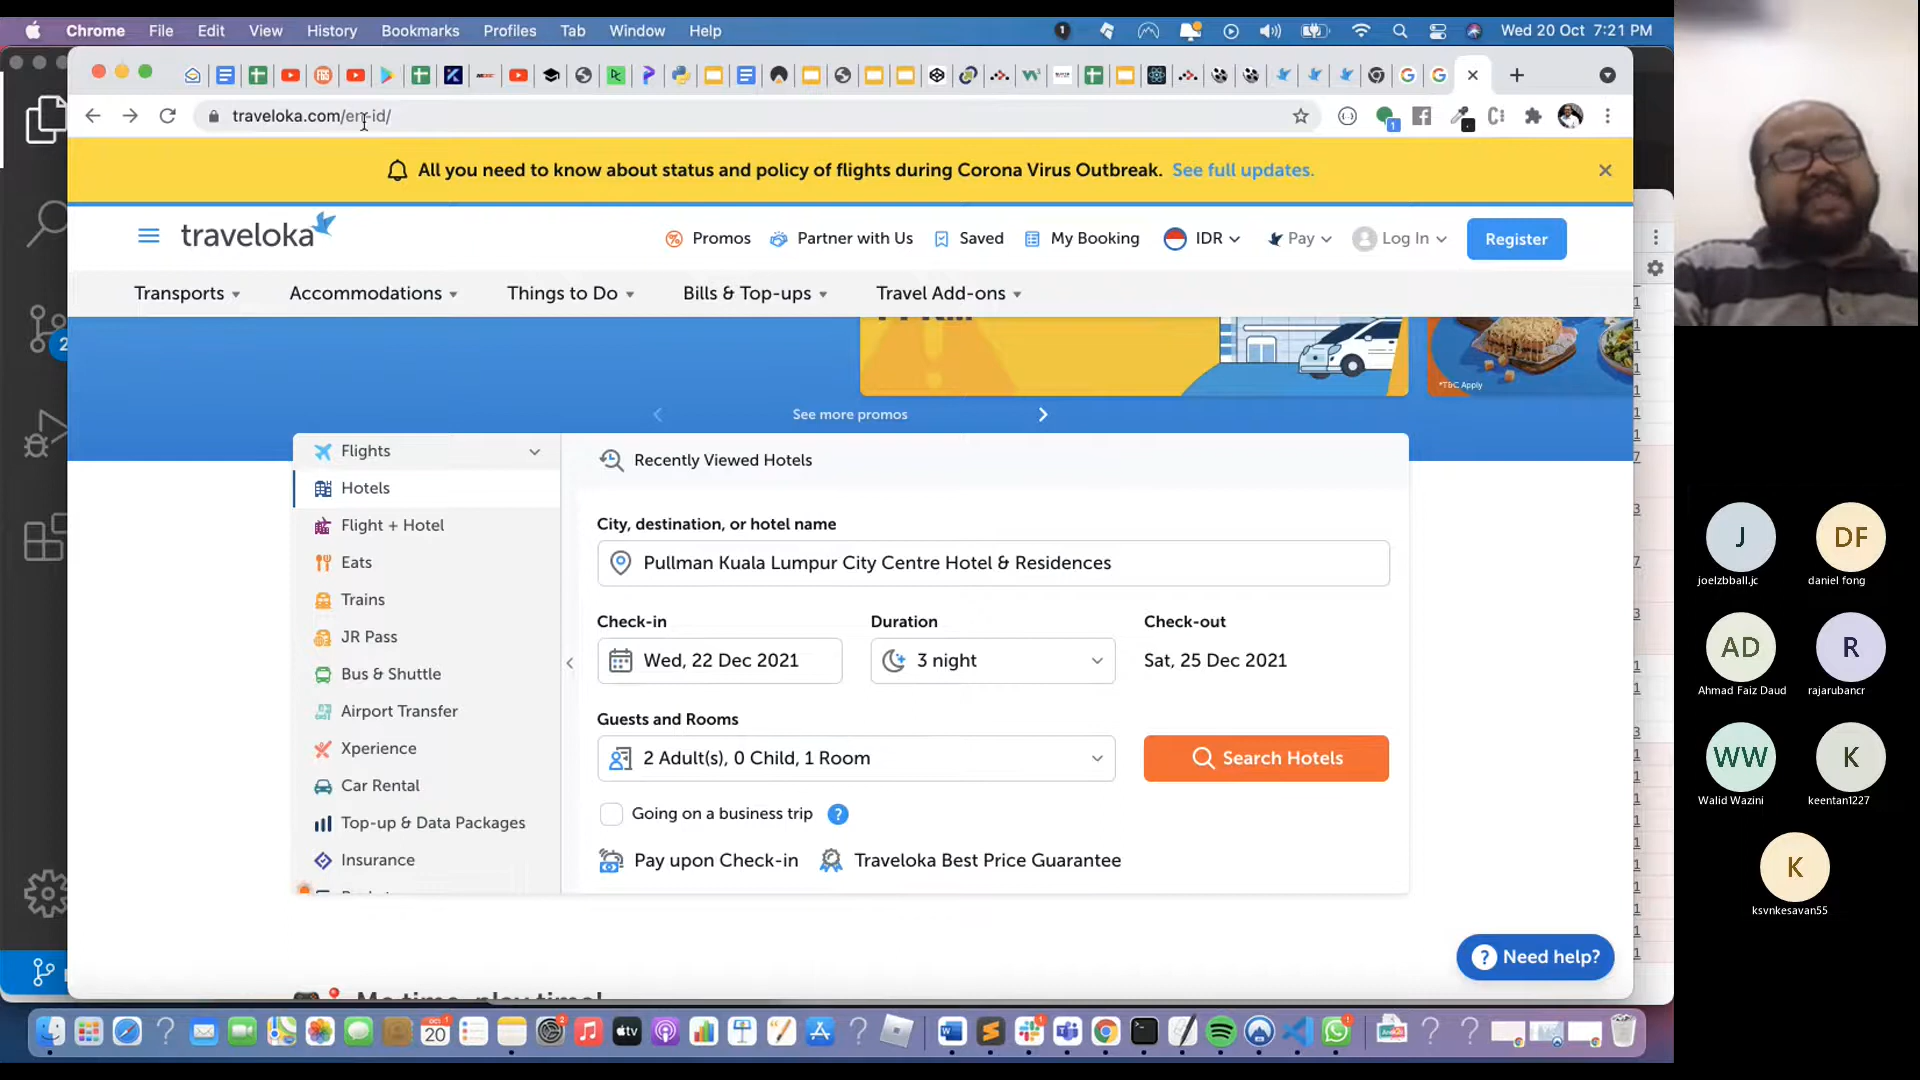 Chrome File Edit View History Bookmarks Profiles Tab Window Help
Wed 20 Oct 7:21 PM
traveloka.com/en-id/
All you need to know about status and policy of flights during Corona Virus Outbreak. See full updates.
traveloka
Promos Partner with Us Saved My Booking IDR Pay Log In Register
Transports Accommodations Things to Do Bills & Top-ups Travel Add-ons
*T&C Apply
See more promos
Flights
Hotels
Flight + Hotel
Eats
Trains
JR Pass
Bus & Shuttle
Airport Transfer
Xperience
Car Rental
Top-up & Data Packages
Insurance
Recently Viewed Hotels
City, destination, or hotel name
Pullman Kuala Lumpur City Centre Hotel & Residences
Check-in Duration Check-out
Wed, 22 Dec 2021 3 night Sat, 25 Dec 2021
Guests and Rooms
2 Adult(s), 0 Child, 1 Room Search Hotels
Going on a business trip ?
Pay upon Check-in Traveloka Best Price Guarantee
? Need help?
J DF
joelzbball.jc daniel fong
AD R
Ahmad Faiz Daud rajarubancr
WW K
Walid Wazini keentan1227
K
ksvnkesavan55